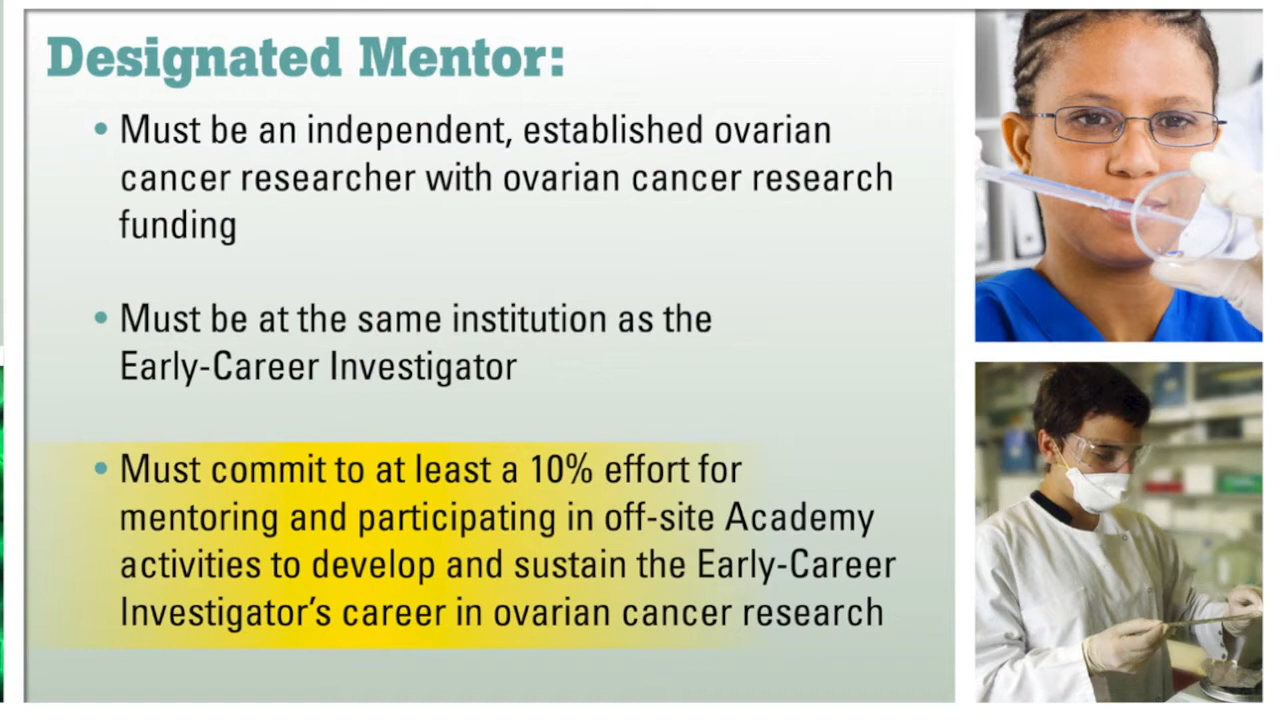 Designated Mentor:
• Must be an independent, established ovarian
cancer researcher with ovarian cancer research
funding
• Must be at the same institution as the
Early-Career Investigator
• Must commit to at least a 10% effort for
mentoring and participating in off-site Academy
activities to develop and sustain the Early-Career
Investigator’s career in ovarian cancer research